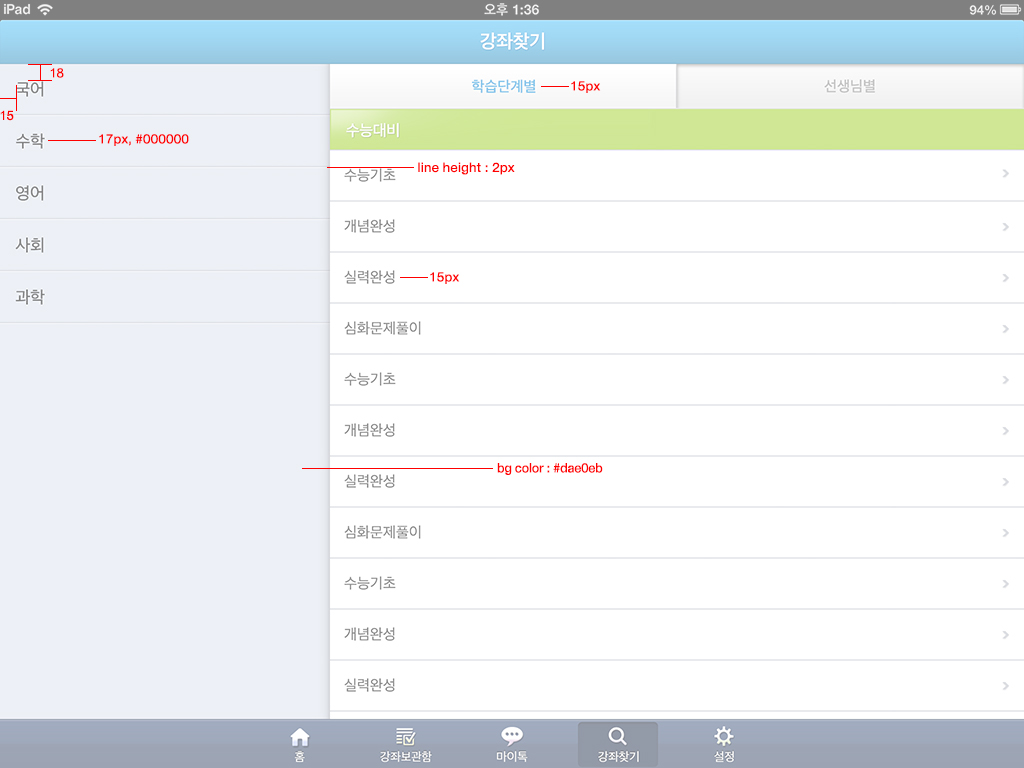 iPad 오후 1:36 94%
강좌찾기
18
국어
15
수학 17px, #000000
영어
사회
과학
학습단계별 15px 선생님별
수능대비
line height : 2px
수능기초
개념완성
실력완성 15px
심화문제풀이
수능기초
개념완성
bg color : #dae0eb
실력완성
심화문제풀이
수능기초
개념완성
실력완성
홈 강좌보관함 마이톡 강좌찾기 설정